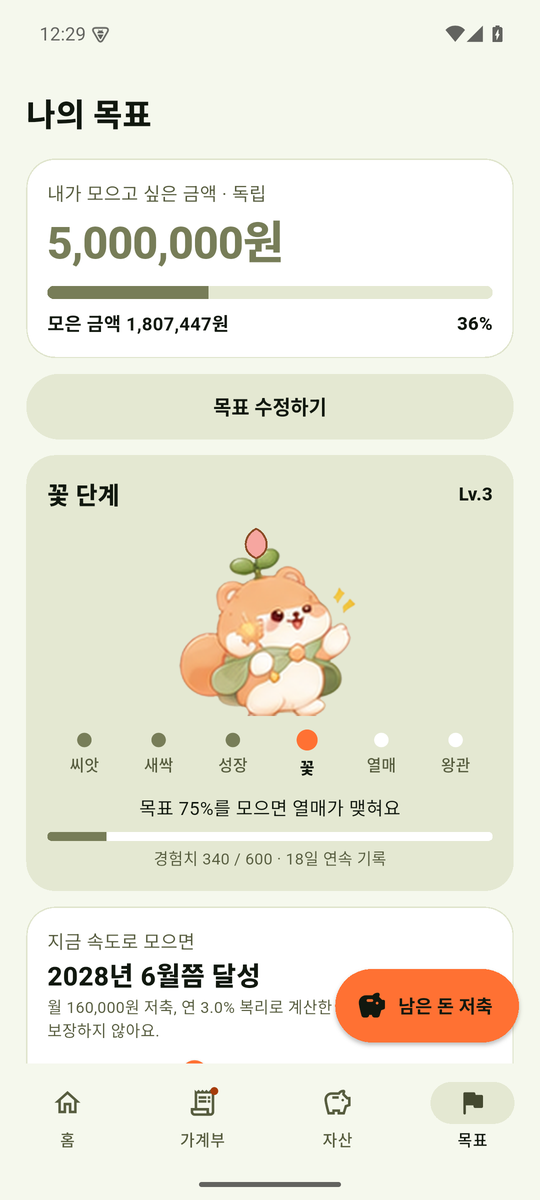 12:29
나의 목표
내가 모으고 싶은 금액 · 독립
5,000,000원
모은 금액 1,807,447원 36%
목표 수정하기
꽃 단계 Lv.3
씨앗 새싹 성장 꽃 열매 왕관
목표 75%를 모으면 열매가 맺혀요
경험치 340 / 600 · 18일 연속 기록
지금 속도로 모으면
2028년 6월쯤 달성
월 160,000원 저축, 연 3.0% 복리로 계산한
보장하지 않아요.
남은 돈 저축
홈 가계부 자산 목표